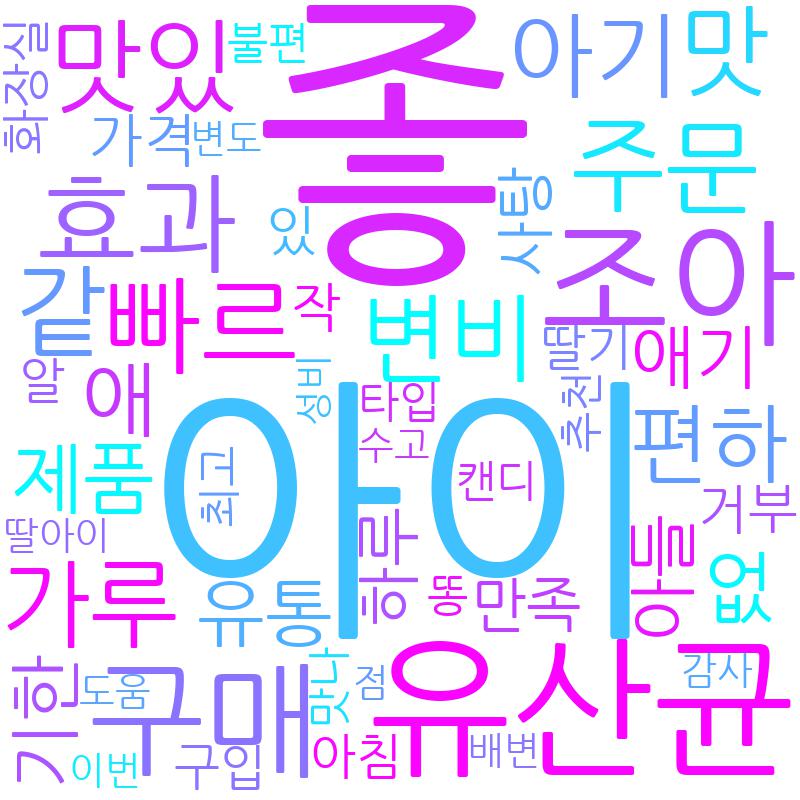 화장실
맛있
불편
좋
아기
맛
가격
변도
주문
효과
있
사탕
조아
같
빠르
작
변비
딸기
애기
알
애
성비
타입
추천
편하
아이
최고
수고
캔디
제품
거부
딸아이
하루
아들
가루
유통
똥
만족
없
기한
도움
구매
맛나
점
유산균
감사
이번
구입
아침
배변